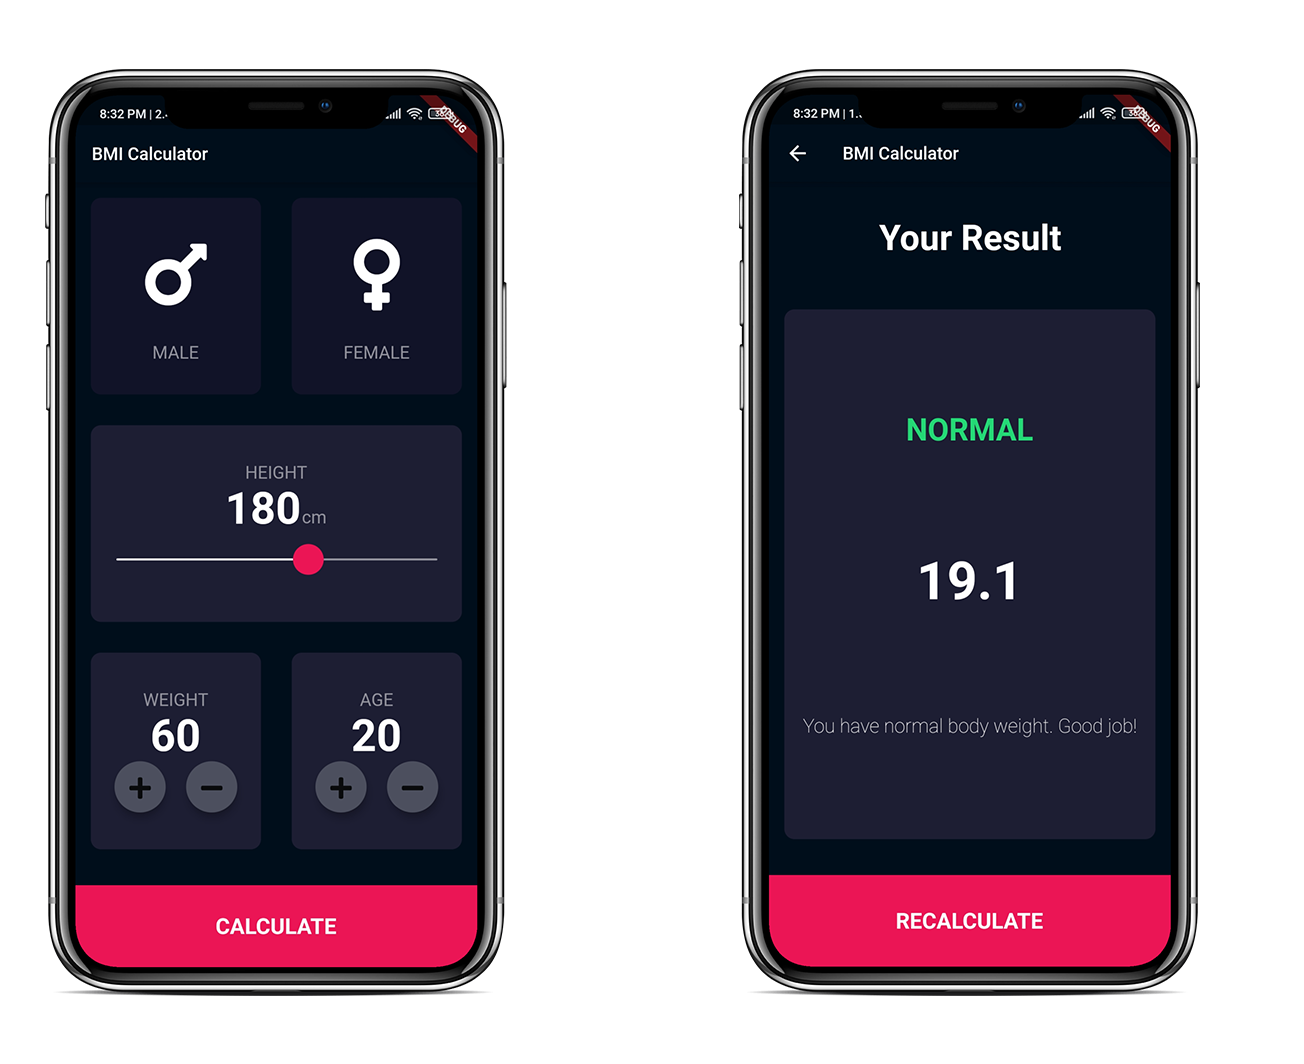 8:32 PM | 2.
DEBUG
BMI Calculator
MALE
FEMALE
HEIGHT
180cm
WEIGHT
60
AGE
20
CALCULATE
8:32 PM | 1.
DEBUG
BMI Calculator
Your Result
NORMAL
19.1
You have normal body weight. Good job!
RECALCULATE